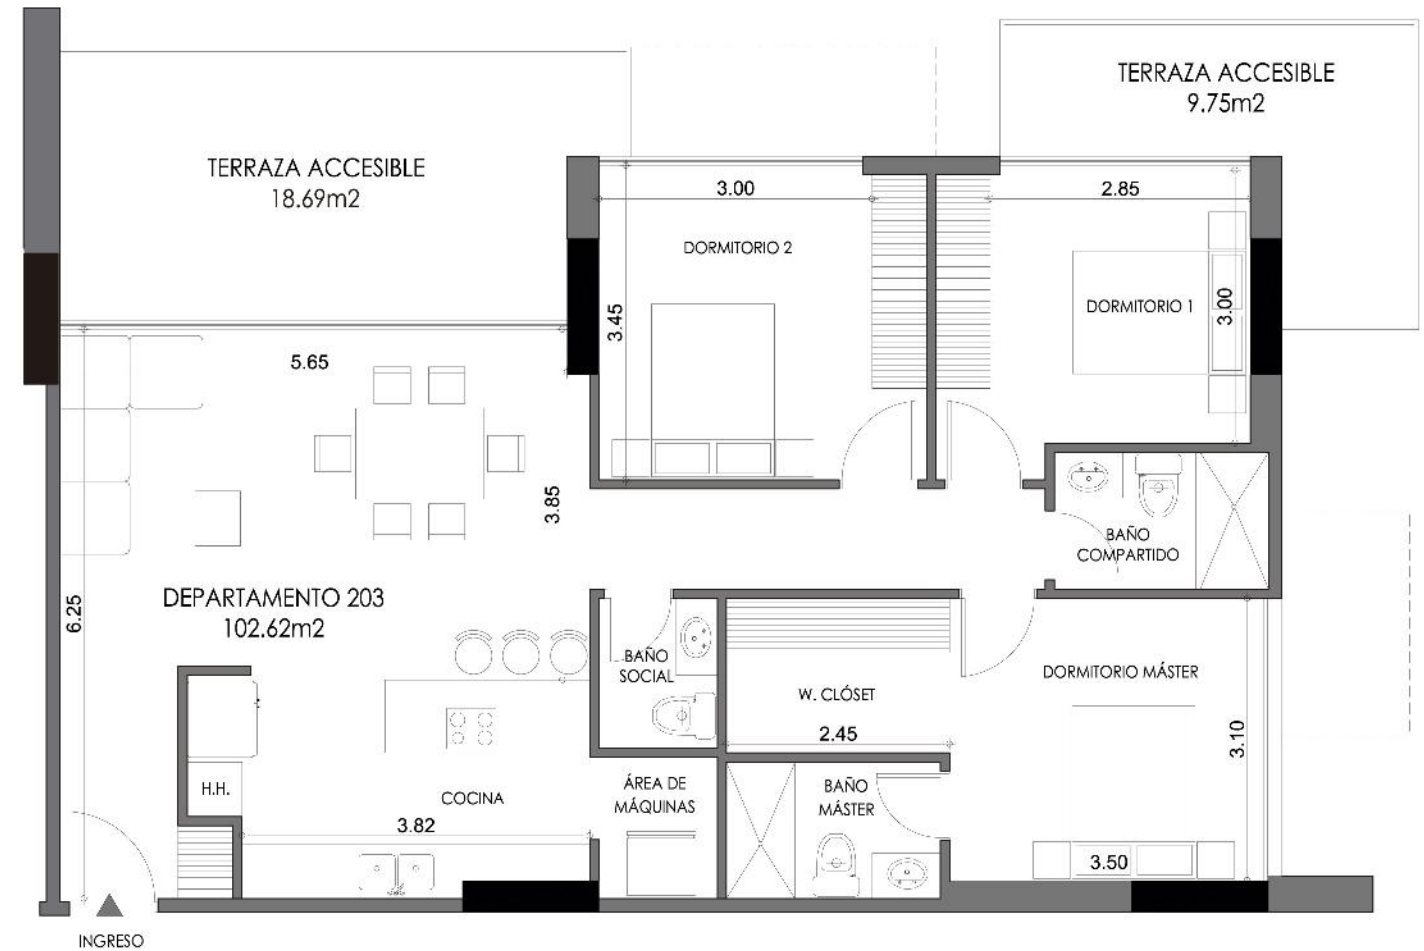 TERRAZA ACCESIBLE
9.75m2
TERRAZA ACCESIBLE
18.69m2
3.00
2.85
DORMITORIO 2
DORMITORIO 1
3.00
3.45
5.65
3.85
BAÑO
COMPARTIDO
6.25
DEPARTAMENTO 203
102.62m2
BAÑO
SOCIAL
W. CLÓSET
2.45
DORMITORIO MÁSTER
3.10
H.H.
COCINA
3.82
ÁREA DE
MÁQUINAS
BAÑO
MÁSTER
3.50
INGRESO